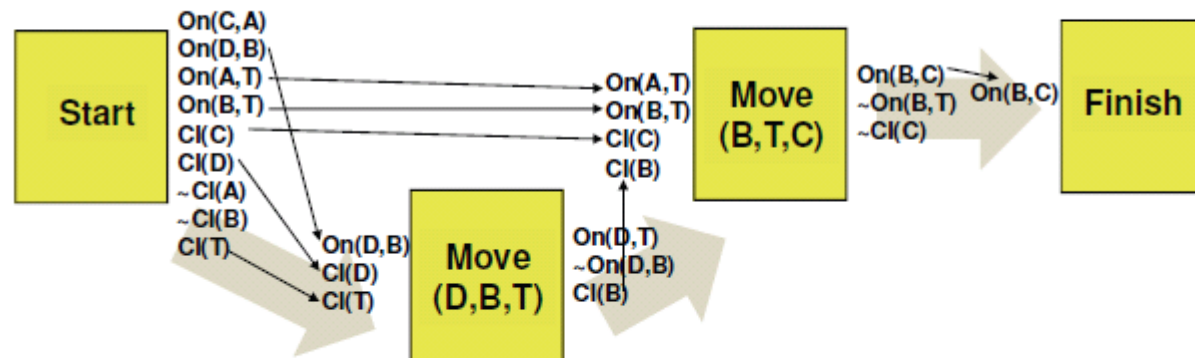 Start
On(C,A)
On(D,B)
On(A,T)
On(B,T)
Cl(C)
Cl(D)
~Cl(A)
~Cl(B)
Cl(T)
On(D,B)
Cl(D)
Cl(T)
Move
(D,B,T)
On(D,T)
~On(D,B)
Cl(B)
On(A,T)
On(B,T)
Cl(C)
Cl(B)
Move
(B,T,C)
On(B,C)
~On(B,T)
~Cl(C)
On(B,C)
Finish